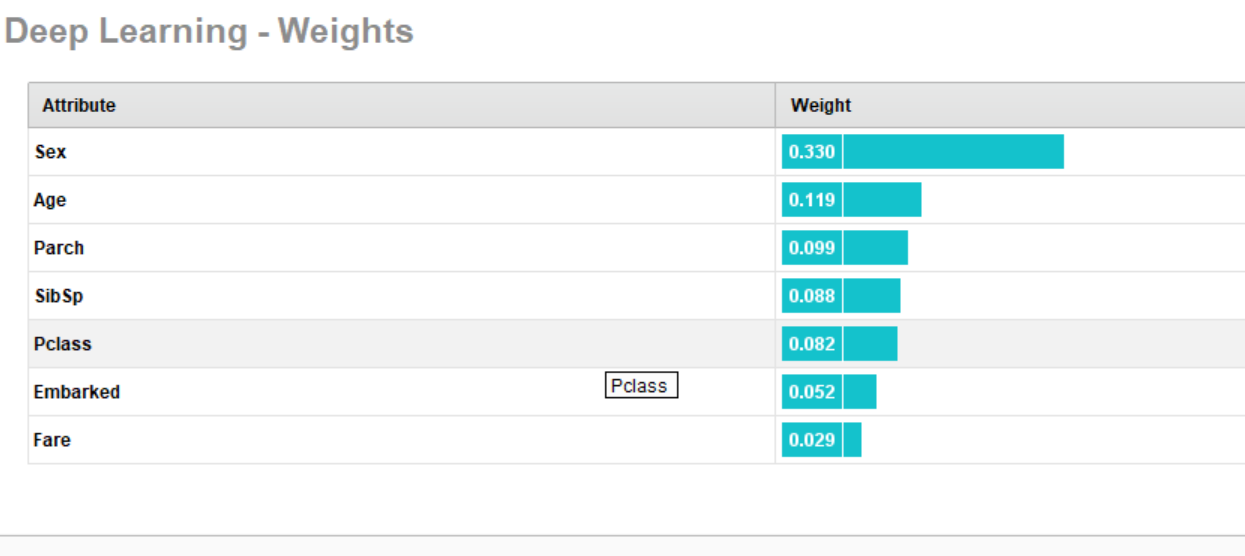 Deep Learning - Weights
Attribute Weight
Sex 0.330
Age 0.119
Parch 0.099
SibSp 0.088
Pclass 0.082
Embarked Pclass 0.052
Fare 0.029